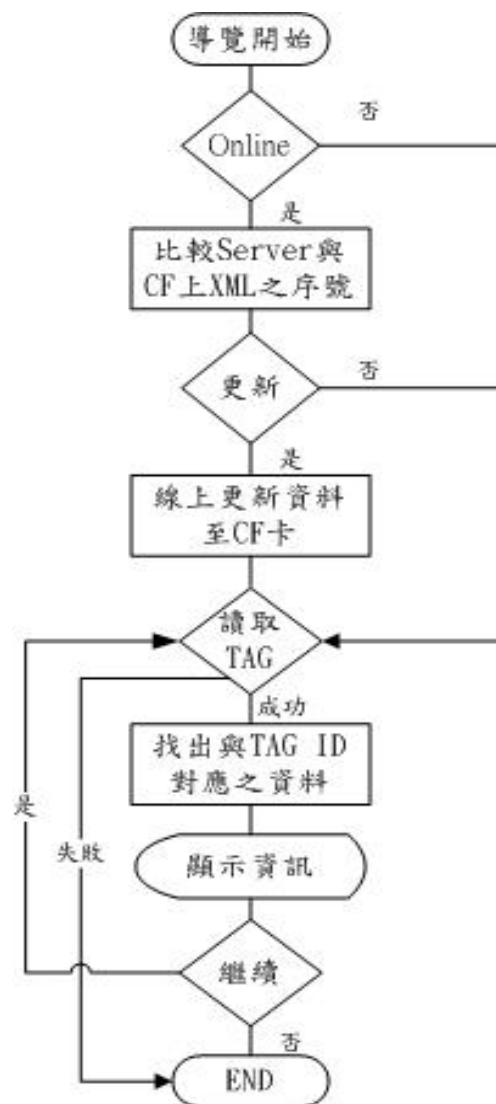 導覽開始
否
Online
是
比較Server與
CF上XML之序號
更新
否
是
線上更新資料
至CF卡
讀取
TAG
成功
找出與TAG ID
對應之資料
是
失敗
顯示資訊
繼續
否
END